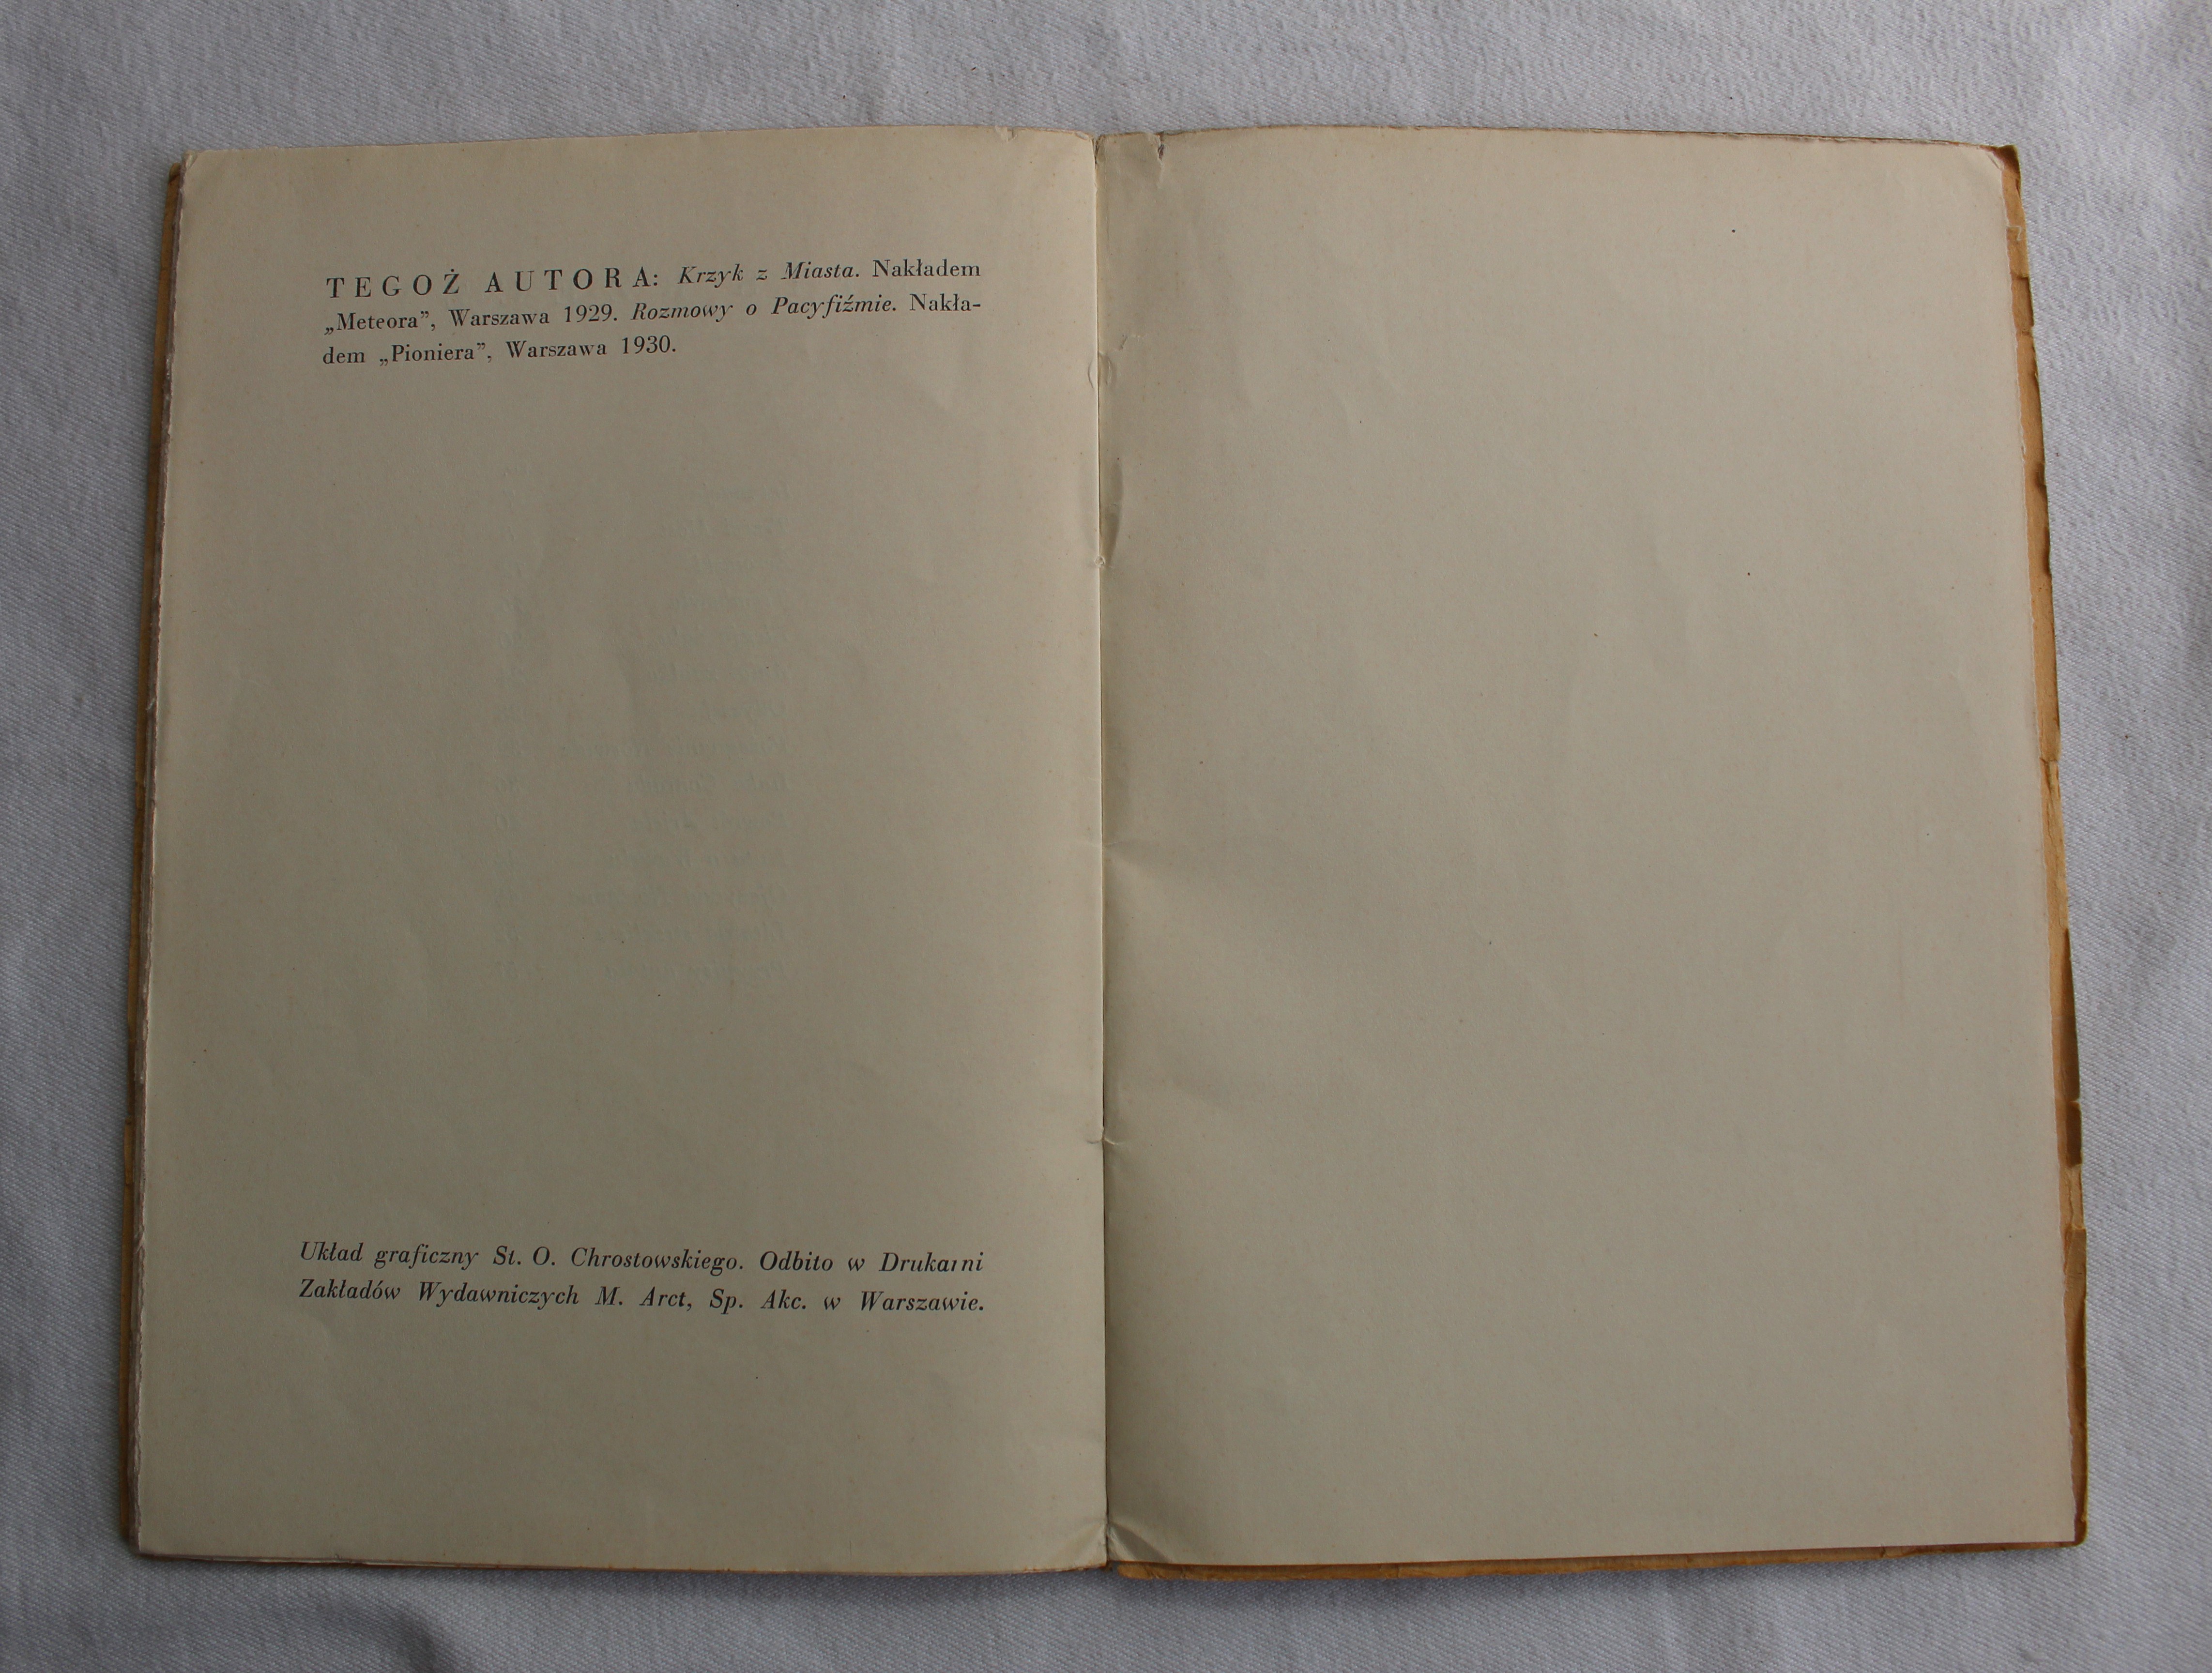 TEGOŻ AUTORA: Krzyk z Miasta. Nakładem
„Meteora”, Warszawa 1929. Rozmowy o Pacyfiźmie. Nakła-
dem „Pioniera”, Warszawa 1930.
Układ graficzny St. O. Chrostowskiego. Odbito w Drukarni
Zakładów Wydawniczych M. Arct, Sp. Akc. w Warszawie.